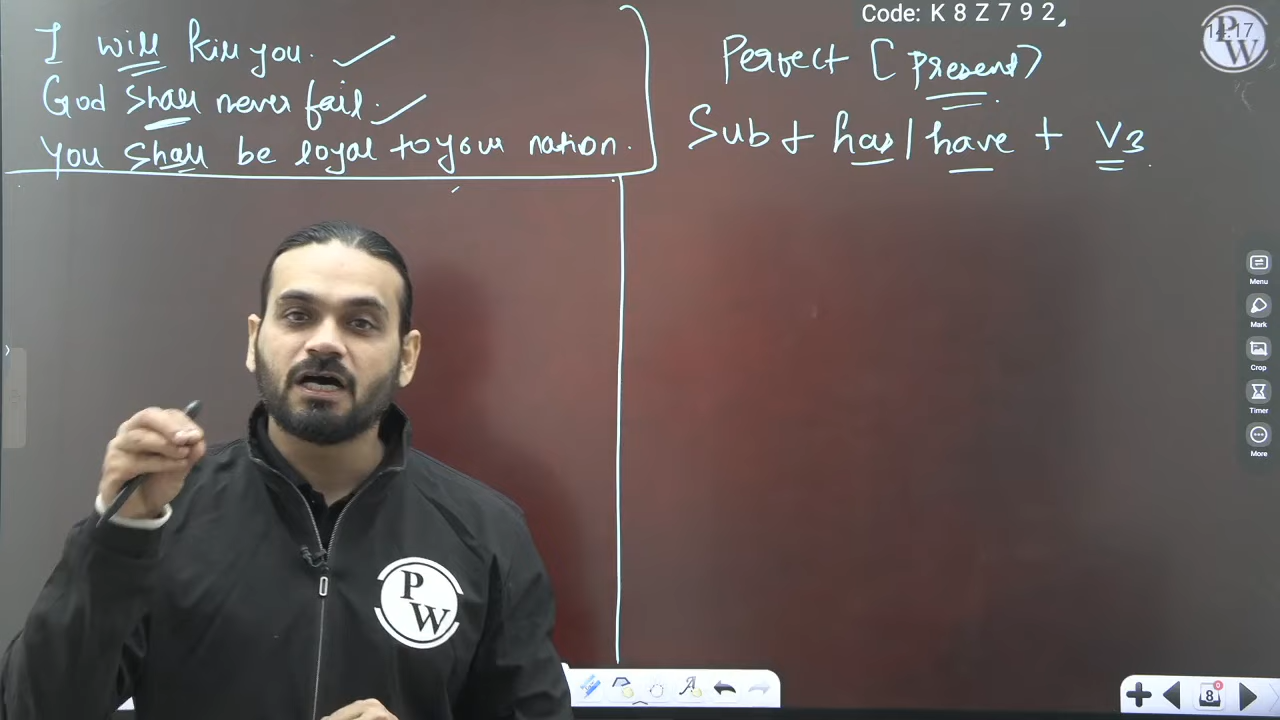 I will kill you.
God shall never fail.
You shall be loyal to your nation.
Code: K 8 Z 7 9 2,
Perfect [present)
Sub + has | have + V3
P W
P
W
Menu
Mark
Crop
Timer
More
8